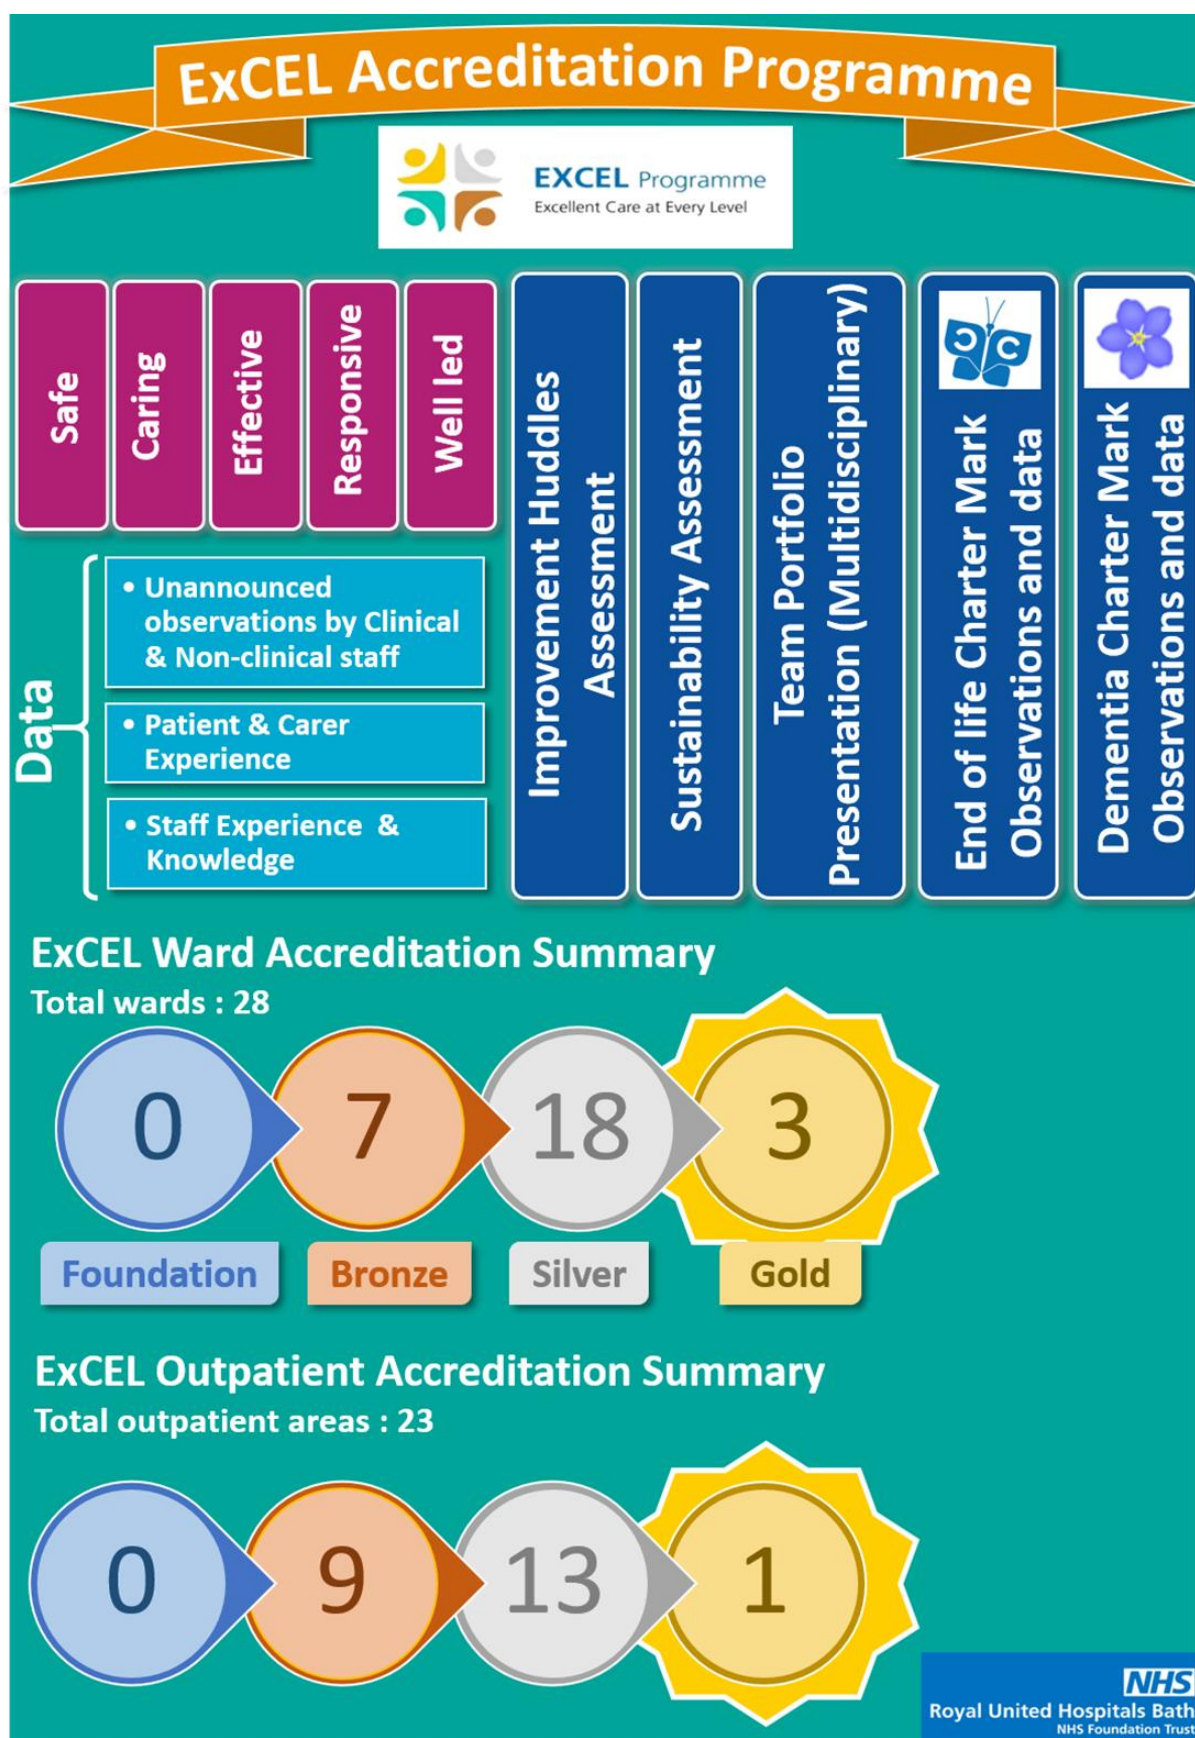 ExCEL Accreditation Programme
EXCEL Programme
Excellent Care at Every Level
Safe
Caring
Effective
Responsive
Well led
Data
• Unannounced
observations by Clinical
& Non-clinical staff
• Patient & Carer
Experience
• Staff Experience &
Knowledge
Improvement Huddles
Assessment
Sustainability Assessment
Team Portfolio
Presentation (Multidisciplinary)
End of life Charter Mark
Observations and data
Dementia Charter Mark
Observations and data
ExCEL Ward Accreditation Summary
Total wards : 28
0
7
18
3
Foundation
Bronze
Silver
Gold
ExCEL Outpatient Accreditation Summary
Total outpatient areas : 23
0
9
13
1
NHS
Royal United Hospitals Bath
NHS Foundation Trust